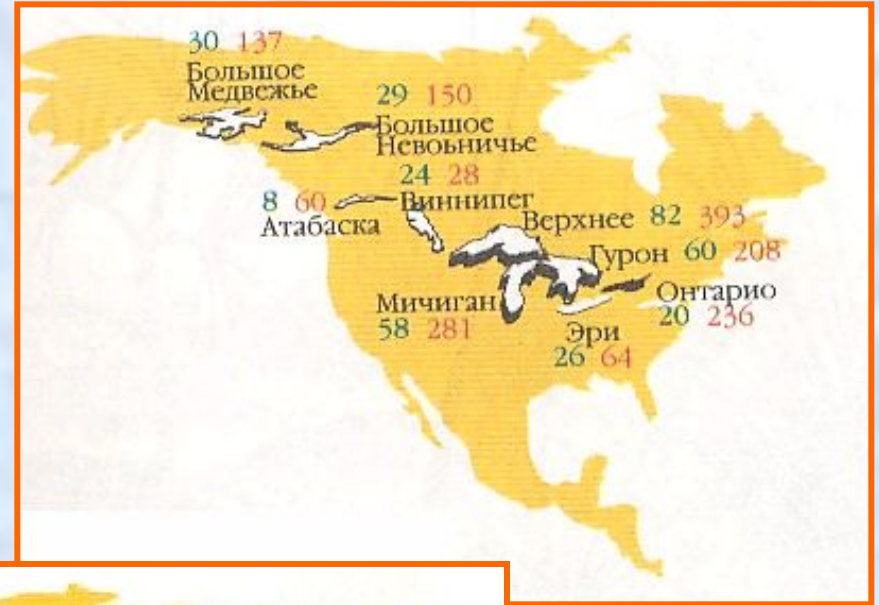 30 137
Большое
Медвежье
29 150
Большое
Невольничье
24 28
Виннипег
8 60
Атабаска
Верхнее 82 393
Гурон 60 208
Онтарио
20 236
Мичиган
58 281
Эри
26 64